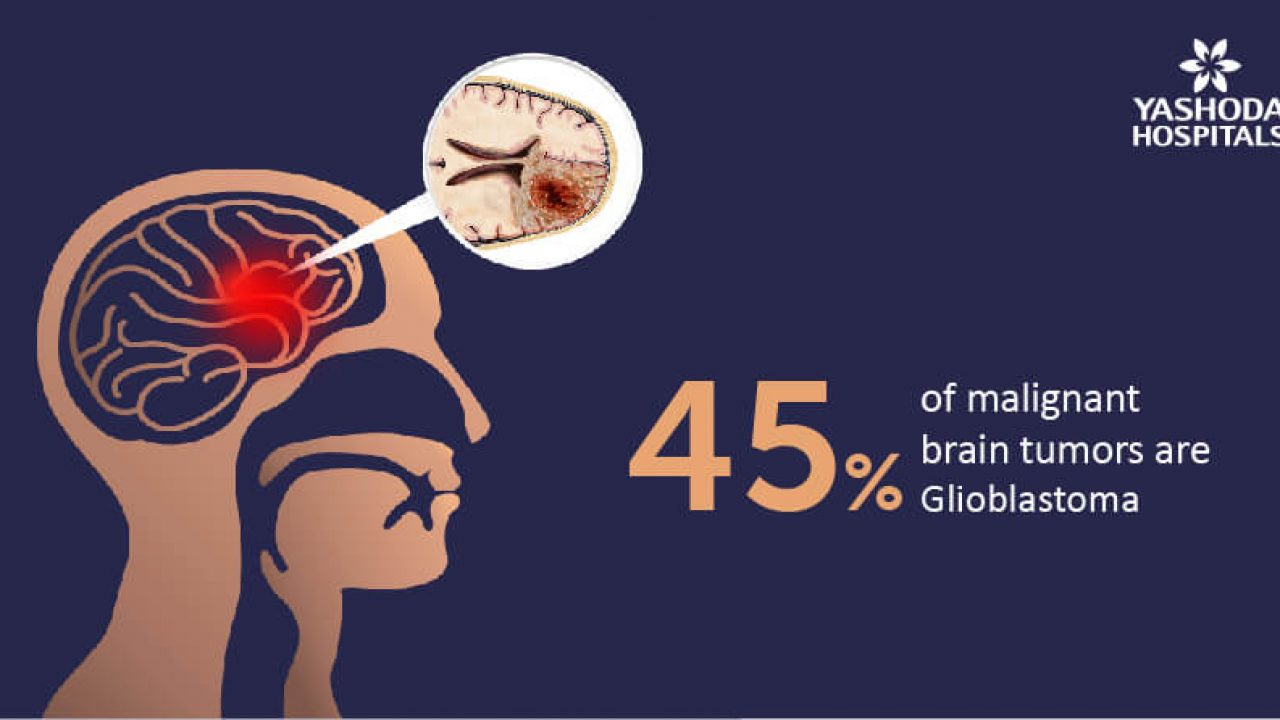 YASHODA
HOSPITALS
45% of malignant
brain tumors are
Glioblastoma